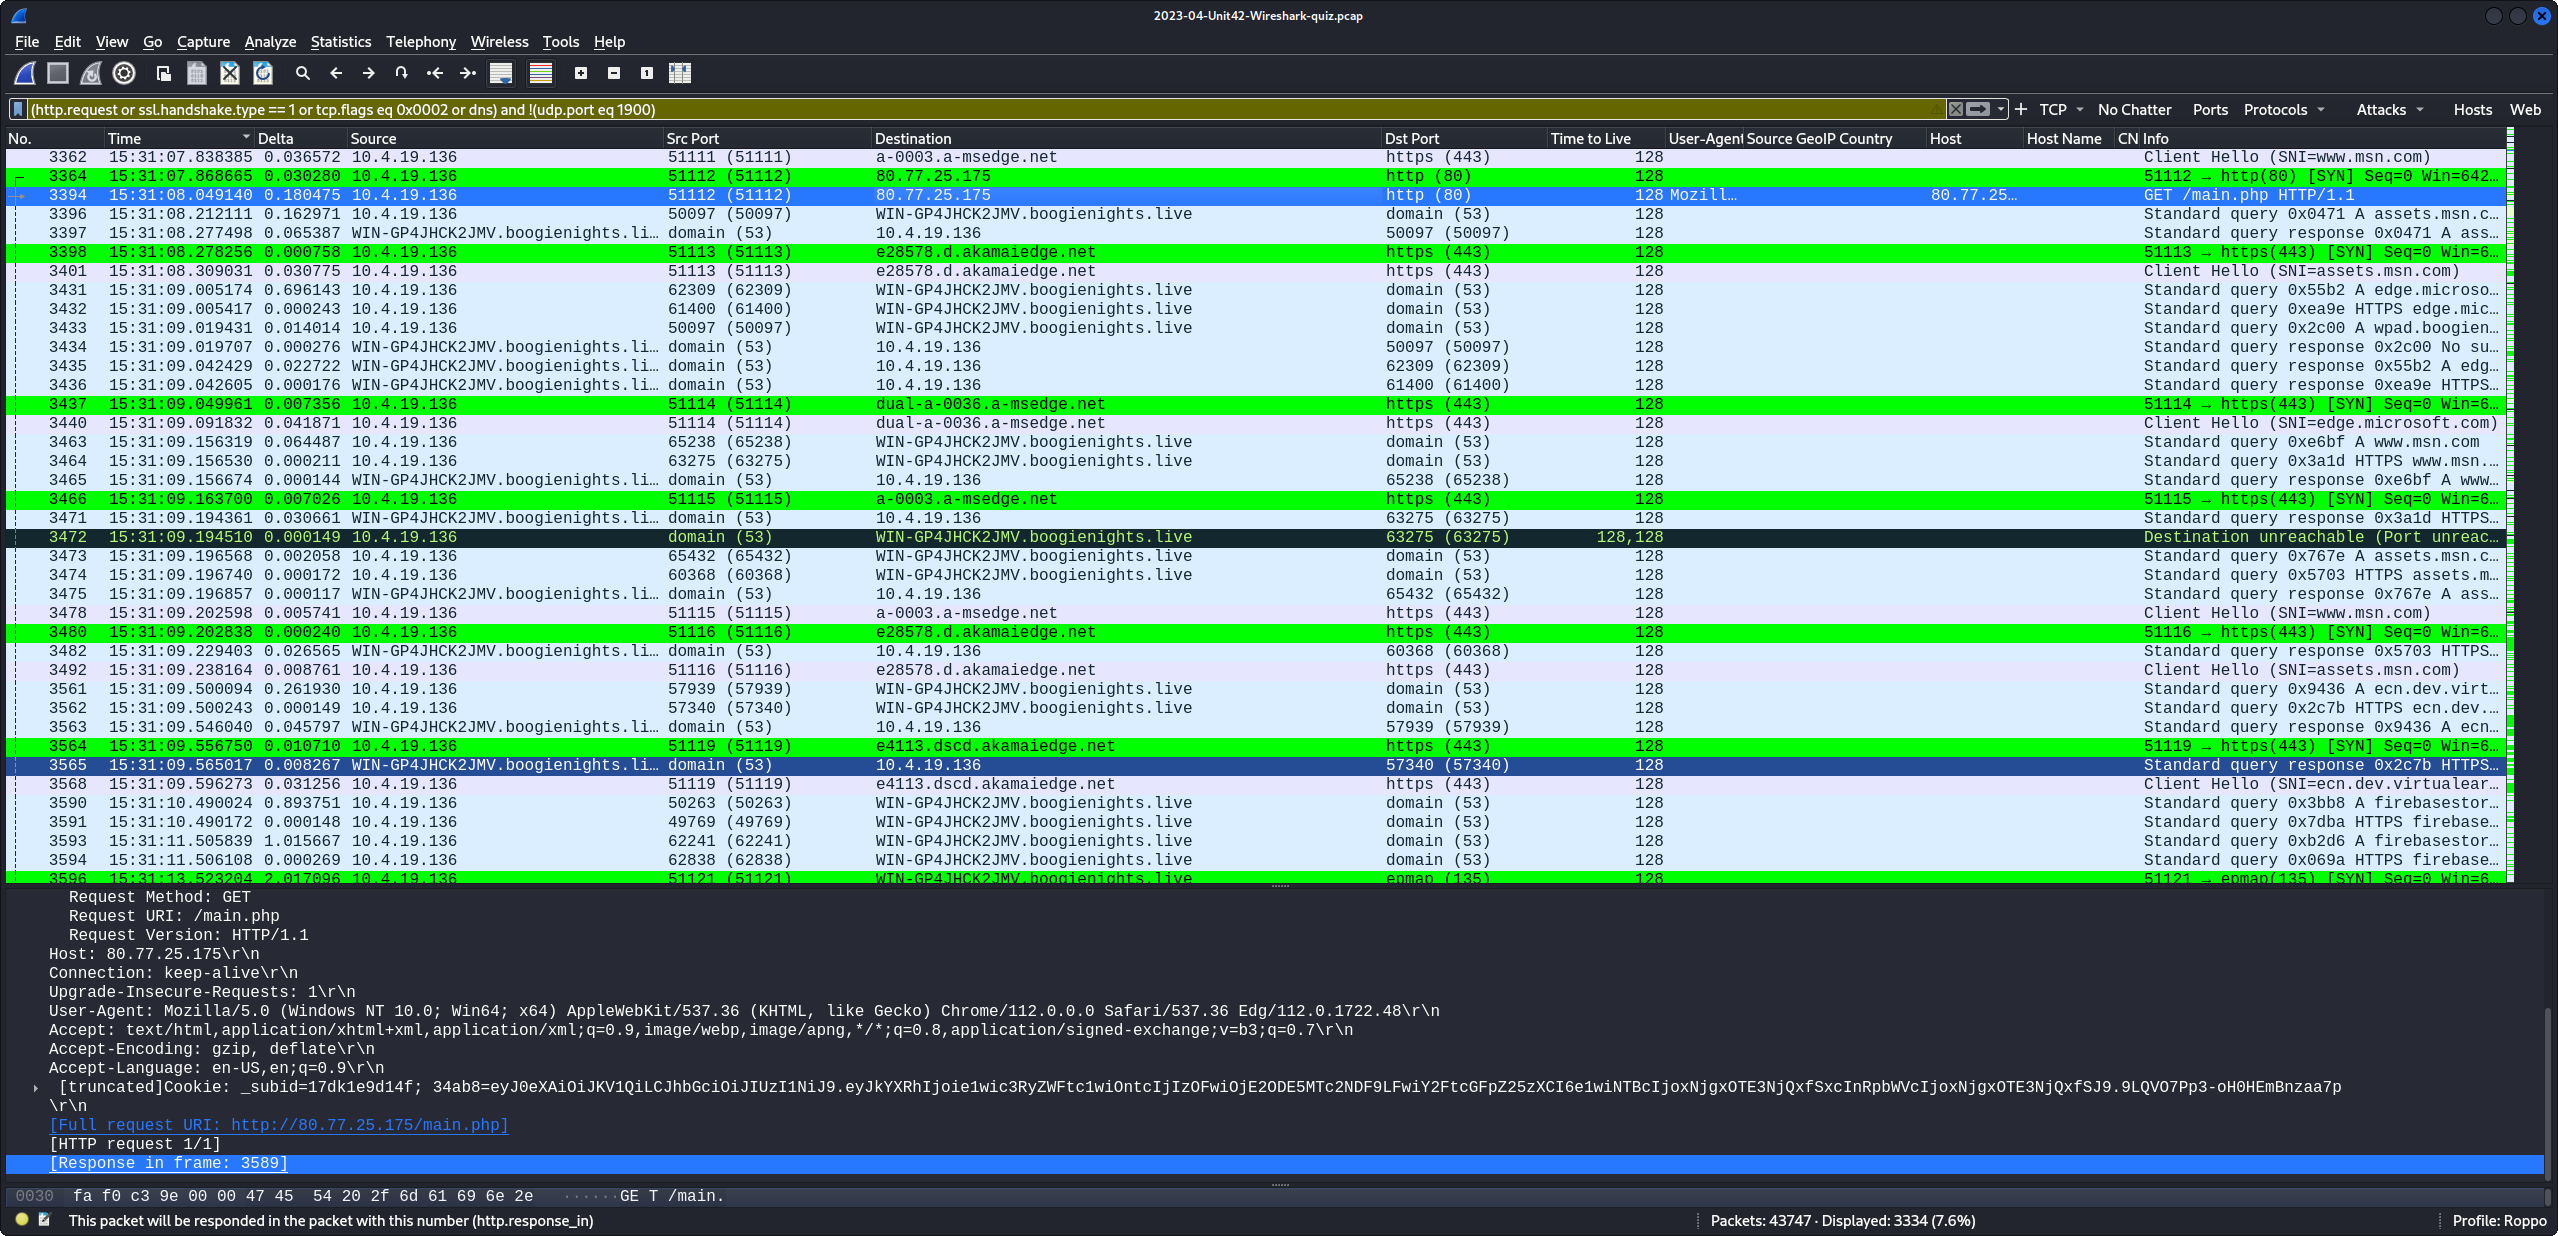 2023-04-Unit42-Wireshark-quiz.pcap
File Edit View Go Capture Analyze Statistics Telephony Wireless Tools Help
(http.request or ssl.handshake.type == 1 or tcp.flags eq 0x0002 or dns) and !(udp.port eq 1900) TCP No Chatter Ports Protocols Attacks Hosts Web
No. Time Delta Source Src Port Destination Dst Port Time to Live User-Agent Source GeoIP Country Host Host Name CN Info
3362 15:31:07.838385 0.036572 10.4.19.136 51111 (51111) a-0003.a-msedge.net https (443) 128 Client Hello (SNI=www.msn.com)
3364 15:31:07.868665 0.030280 10.4.19.136 51112 (51112) 80.77.25.175 http (80) 128 51112 → http(80) [SYN] Seq=0 Win=642…
3394 15:31:08.049140 0.180475 10.4.19.136 51112 (51112) 80.77.25.175 http (80) 128 Mozill… 80.77.25… GET /main.php HTTP/1.1
3396 15:31:08.212111 0.162971 10.4.19.136 50097 (50097) WIN-GP4JHCK2JMV.boogienights.live domain (53) 128 Standard query 0x0471 A assets.msn.c…
3397 15:31:08.277498 0.065387 WIN-GP4JHCK2JMV.boogienights.li… domain (53) 10.4.19.136 50097 (50097) 128 Standard query response 0x0471 A ass…
3398 15:31:08.278256 0.000758 10.4.19.136 51113 (51113) e28578.d.akamaiedge.net https (443) 128 51113 → https(443) [SYN] Seq=0 Win=6…
3401 15:31:08.309031 0.030775 10.4.19.136 51113 (51113) e28578.d.akamaiedge.net https (443) 128 Client Hello (SNI=assets.msn.com)
3431 15:31:09.005174 0.696143 10.4.19.136 62309 (62309) WIN-GP4JHCK2JMV.boogienights.live domain (53) 128 Standard query 0x55b2 A edge.microso…
3432 15:31:09.005417 0.000243 10.4.19.136 61400 (61400) WIN-GP4JHCK2JMV.boogienights.live domain (53) 128 Standard query 0xea9e HTTPS edge.mic…
3433 15:31:09.019431 0.014014 10.4.19.136 50097 (50097) WIN-GP4JHCK2JMV.boogienights.live domain (53) 128 Standard query 0x2c00 A wpad.boogien…
3434 15:31:09.019707 0.000276 WIN-GP4JHCK2JMV.boogienights.li… domain (53) 10.4.19.136 50097 (50097) 128 Standard query response 0x2c00 No su…
3435 15:31:09.042429 0.022722 WIN-GP4JHCK2JMV.boogienights.li… domain (53) 10.4.19.136 62309 (62309) 128 Standard query response 0x55b2 A edg…
3436 15:31:09.042605 0.000176 WIN-GP4JHCK2JMV.boogienights.li… domain (53) 10.4.19.136 61400 (61400) 128 Standard query response 0xea9e HTTPS…
3437 15:31:09.049961 0.007356 10.4.19.136 51114 (51114) dual-a-0036.a-msedge.net https (443) 128 51114 → https(443) [SYN] Seq=0 Win=6…
3440 15:31:09.091832 0.041871 10.4.19.136 51114 (51114) dual-a-0036.a-msedge.net https (443) 128 Client Hello (SNI=edge.microsoft.com)
3463 15:31:09.156319 0.064487 10.4.19.136 65238 (65238) WIN-GP4JHCK2JMV.boogienights.live domain (53) 128 Standard query 0xe6bf A www.msn.com
3464 15:31:09.156530 0.000211 10.4.19.136 63275 (63275) WIN-GP4JHCK2JMV.boogienights.live domain (53) 128 Standard query 0x3a1d HTTPS www.msn.…
3465 15:31:09.156674 0.000144 WIN-GP4JHCK2JMV.boogienights.li… domain (53) 10.4.19.136 65238 (65238) 128 Standard query response 0xe6bf A www…
3466 15:31:09.163700 0.007026 10.4.19.136 51115 (51115) a-0003.a-msedge.net https (443) 128 51115 → https(443) [SYN] Seq=0 Win=6…
3471 15:31:09.194361 0.030661 WIN-GP4JHCK2JMV.boogienights.li… domain (53) 10.4.19.136 63275 (63275) 128 Standard query response 0x3a1d HTTPS…
3472 15:31:09.194510 0.000149 10.4.19.136 domain (53) WIN-GP4JHCK2JMV.boogienights.live 63275 (63275) 128,128 Destination unreachable (Port unreac…
3473 15:31:09.196568 0.002058 10.4.19.136 65432 (65432) WIN-GP4JHCK2JMV.boogienights.live domain (53) 128 Standard query 0x767e A assets.msn.c…
3474 15:31:09.196740 0.000172 10.4.19.136 60368 (60368) WIN-GP4JHCK2JMV.boogienights.live domain (53) 128 Standard query 0x5703 HTTPS assets.m…
3475 15:31:09.196857 0.000117 WIN-GP4JHCK2JMV.boogienights.li… domain (53) 10.4.19.136 65432 (65432) 128 Standard query response 0x767e A ass…
3478 15:31:09.202598 0.005741 10.4.19.136 51115 (51115) a-0003.a-msedge.net https (443) 128 Client Hello (SNI=www.msn.com)
3480 15:31:09.202838 0.000240 10.4.19.136 51116 (51116) e28578.d.akamaiedge.net https (443) 128 51116 → https(443) [SYN] Seq=0 Win=6…
3482 15:31:09.229403 0.026565 WIN-GP4JHCK2JMV.boogienights.li… domain (53) 10.4.19.136 60368 (60368) 128 Standard query response 0x5703 HTTPS…
3492 15:31:09.238164 0.008761 10.4.19.136 51116 (51116) e28578.d.akamaiedge.net https (443) 128 Client Hello (SNI=assets.msn.com)
3561 15:31:09.500094 0.261930 10.4.19.136 57939 (57939) WIN-GP4JHCK2JMV.boogienights.live domain (53) 128 Standard query 0x9436 A ecn.dev.virt…
3562 15:31:09.500243 0.000149 10.4.19.136 57340 (57340) WIN-GP4JHCK2JMV.boogienights.live domain (53) 128 Standard query 0x2c7b HTTPS ecn.dev.…
3563 15:31:09.546040 0.045797 WIN-GP4JHCK2JMV.boogienights.li… domain (53) 10.4.19.136 57939 (57939) 128 Standard query response 0x9436 A ecn…
3564 15:31:09.556750 0.010710 10.4.19.136 51119 (51119) e4113.dscd.akamaiedge.net https (443) 128 51119 → https(443) [SYN] Seq=0 Win=6…
3565 15:31:09.565017 0.008267 WIN-GP4JHCK2JMV.boogienights.li… domain (53) 10.4.19.136 57340 (57340) 128 Standard query response 0x2c7b HTTPS…
3568 15:31:09.596273 0.031256 10.4.19.136 51119 (51119) e4113.dscd.akamaiedge.net https (443) 128 Client Hello (SNI=ecn.dev.virtualear…
3590 15:31:10.490024 0.893751 10.4.19.136 50263 (50263) WIN-GP4JHCK2JMV.boogienights.live domain (53) 128 Standard query 0x3bb8 A firebasestor…
3591 15:31:10.490172 0.000148 10.4.19.136 49769 (49769) WIN-GP4JHCK2JMV.boogienights.live domain (53) 128 Standard query 0x7dba HTTPS firebase…
3593 15:31:11.505839 1.015667 10.4.19.136 62241 (62241) WIN-GP4JHCK2JMV.boogienights.live domain (53) 128 Standard query 0xb2d6 A firebasestor…
3594 15:31:11.506108 0.000269 10.4.19.136 62838 (62838) WIN-GP4JHCK2JMV.boogienights.live domain (53) 128 Standard query 0x069a HTTPS firebase…
3596 15:31:13.523204 2.017096 10.4.19.136 51121 (51121) WIN-GP4JHCK2JMV.boogienights.live epmap (135) 128 51121 → epmap(135) [SYN] Seq=0 Win=6…
Request Method: GET
Request URI: /main.php
Request Version: HTTP/1.1
Host: 80.77.25.175\r\n
Connection: keep-alive\r\n
Upgrade-Insecure-Requests: 1\r\n
User-Agent: Mozilla/5.0 (Windows NT 10.0; Win64; x64) AppleWebKit/537.36 (KHTML, like Gecko) Chrome/112.0.0.0 Safari/537.36 Edg/112.0.1722.48\r\n
Accept: text/html,application/xhtml+xml,application/xml;q=0.9,image/webp,image/apng,*/*;q=0.8,application/signed-exchange;v=b3;q=0.7\r\n
Accept-Encoding: gzip, deflate\r\n
Accept-Language: en-US,en;q=0.9\r\n
[truncated]Cookie: _subid=17dk1e9d14f; 34ab8=eyJ0eXAiOiJKV1QiLCJhbGciOiJIUzI1NiJ9.eyJkYXRhIjoie1wic3RyZWFtc1wiOntcIjIzOFwiOjE2ODE5MTc2NDF9LFwiY2FtcGFpZ25zXCI6e1wiNTBcIjoxNjgxOTE3NjQxfSxcInRpbWVcIjoxNjgxOTE3NjQxfSJ9.9LQVO7Pp3-oH0HEmBnzaa7p
\r\n
[Full request URI: http://80.77.25.175/main.php]
[HTTP request 1/1]
[Response in frame: 3589]
0030 fa f0 c3 9e 00 00 47 45 54 20 2f 6d 61 69 6e 2e ······GE T /main.
This packet will be responded in the packet with this number (http.response_in) Packets: 43747 · Displayed: 3334 (7.6%) Profile: Roppo